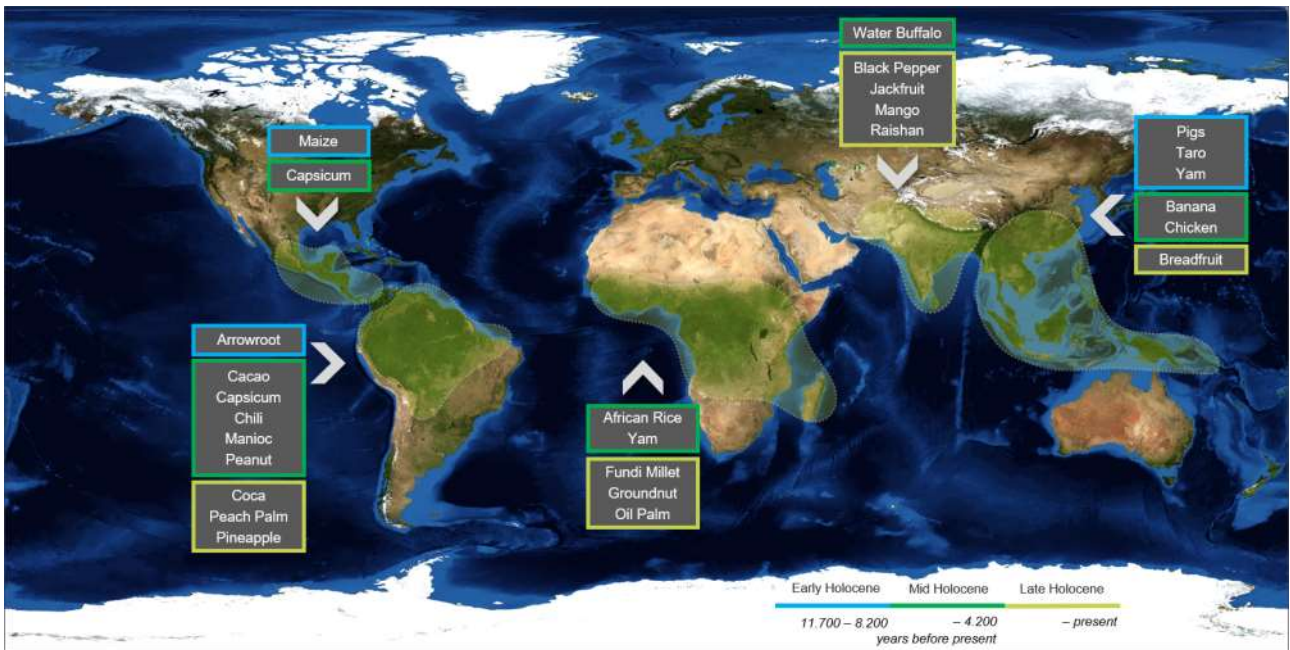 Water Buffalo
Black Pepper
Jackfruit
Mango
Raishan
Maize
Capsicum
Pigs
Taro
Yam
Banana
Chicken
Breadfruit
Arrowroot
Cacao
Capsicum
Chili
Manioc
Peanut
Coca
Peach Palm
Pineapple
African Rice
Yam
Fundi Millet
Groundnut
Oil Palm
Early Holocene Mid Holocene Late Holocene
11.700 – 8.200 – 4.200 – present
years before present